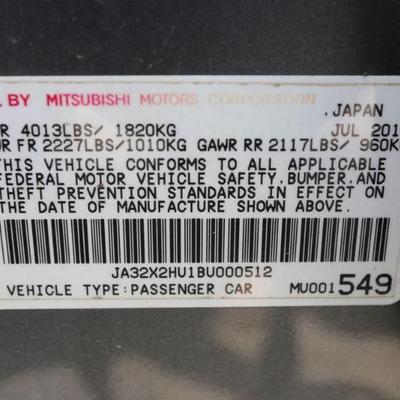 BY MITSUBISHI MOTORS CORPORATION
, JAPAN
4013LBS/ 1820KG JUL 201
FR 2227LBS/1010KG GAWR RR 2117LBS/ 960K
THIS VEHICLE CONFORMS TO ALL APPLICABLE
FEDERAL MOTOR VEHICLE SAFETY,BUMPER,AND
THEFT PREVENTION STANDARDS IN EFFECT ON
THE DATE OF MANUFACTURE SHOWN ABOVE.
JA32X2HU1BU000512
VEHICLE TYPE:PASSENGER CAR MU001549